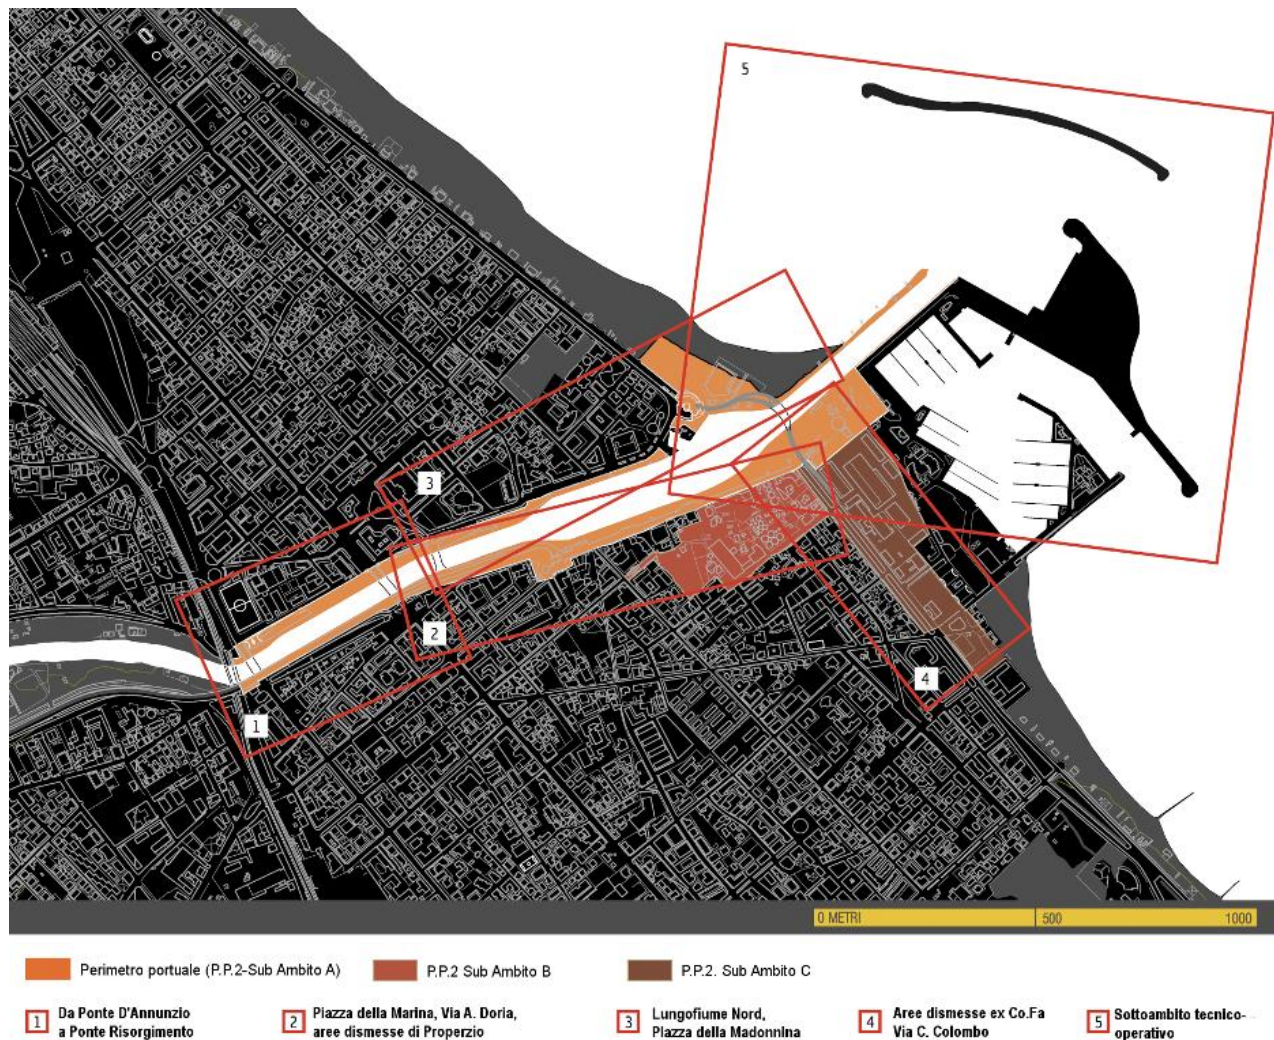 5
3
2
4
1
0 METRI 500 1000
Perimetro portuale (P.P.2-Sub Ambito A)
P.P.2 Sub Ambito B
P.P.2. Sub Ambito C
1 Da Ponte D'Annunzio
a Ponte Risorgimento
2 Piazza della Marina, Via A. Doria,
aree dismesse di Properzio
3 Lungofiume Nord,
Piazza della Madonnina
4 Aree dismesse ex Co.Fa
Via C. Colombo
5 Sottoambito tecnico-
operativo